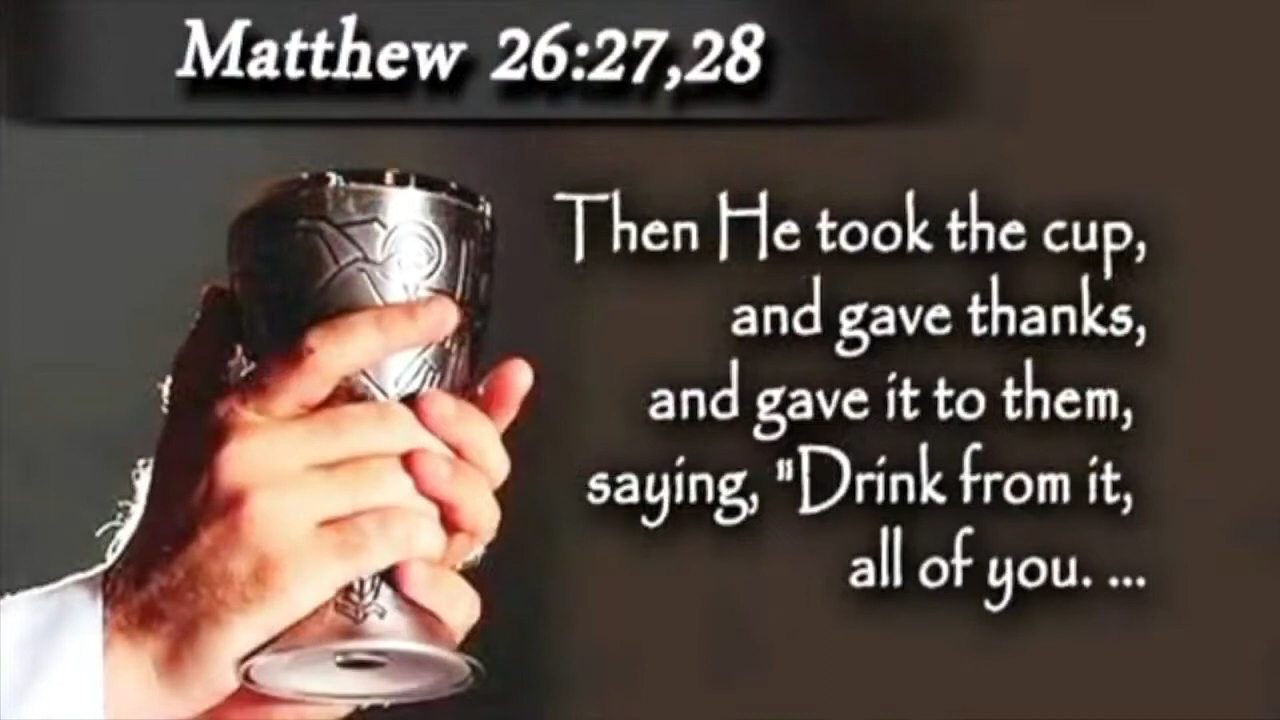 Matthew 26:27,28
Then He took the cup,
and gave thanks,
and gave it to them,
saying, "Drink from it,
all of you. ...